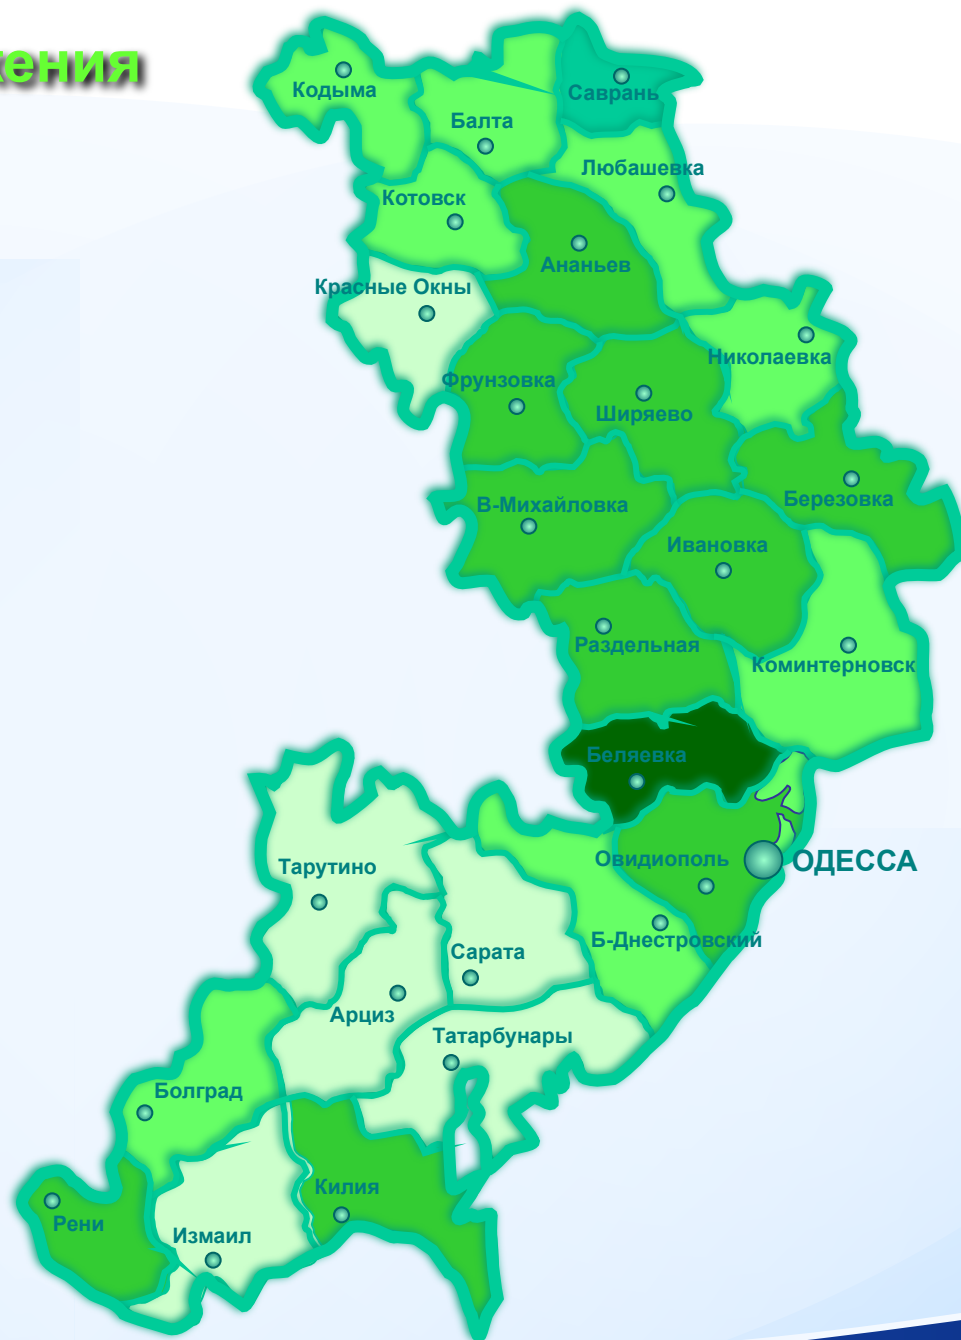 жения
Кодыма
Саврань
Балта
Любашевка
Котовск
Ананьев
Красные Окны
Николаевка
Фрунзовка
Ширяево
Березовка
В-Михайловка
Ивановка
Раздельная
Коминтерновск
Беляевка
Овидиополь
ОДЕССА
Тарутино
Б-Днестровский
Сарата
Арциз
Татарбунары
Болград
Килия
Рени
Измаил